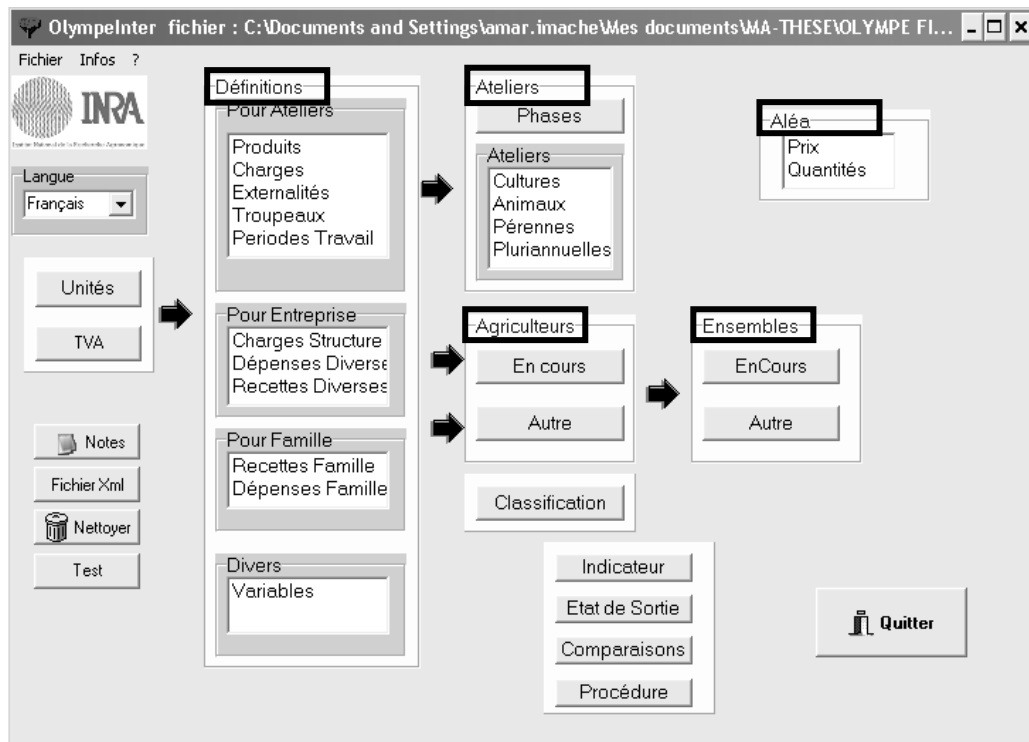 OlympeInter fichier : C:\Documents and Settings\amar.imache\Mes documents\MA-THESE\OLYMPE FI...
Fichier Infos ?
INRA
Langue
Français
Unités
TVA
Notes
Fichier Xml
Nettoyer
Test
Définitions
Pour Ateliers
Produits
Charges
Externalités
Troupeaux
Periodes Travail
Pour Entreprise
Charges Structure
Dépenses Diverse
Recettes Diverses
Pour Famille
Recettes Famille
Dépenses Famille
Divers
Variables
Ateliers
Phases
Ateliers
Cultures
Animaux
Pérennes
Pluriannuelles
Agriculteurs
En cours
Autre
Classification
Ensembles
EnCours
Autre
Aléa
Prix
Quantités
Indicateur
Etat de Sortie
Comparaisons
Procédure
Quitter